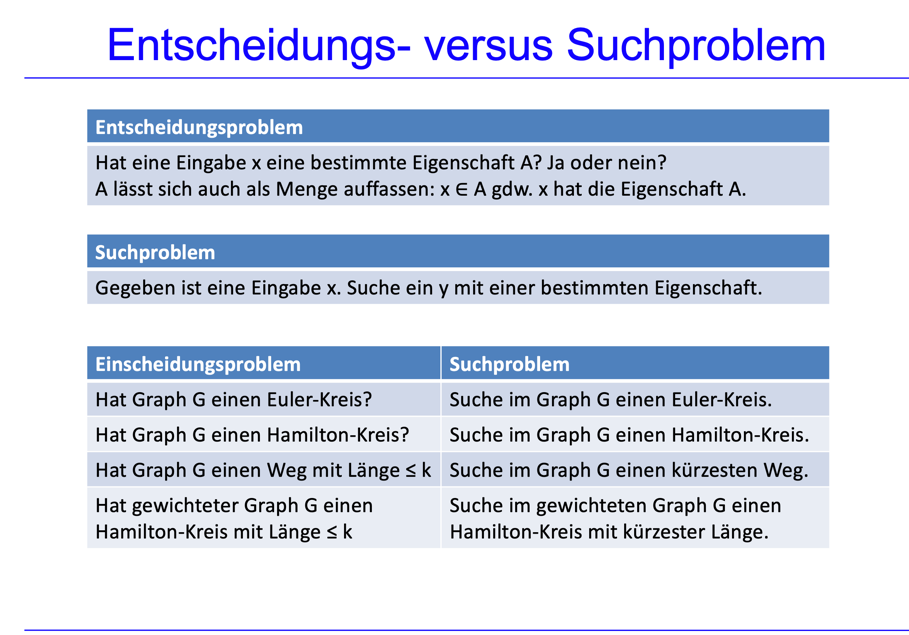 Entscheidungs- versus Suchproblem
Entscheidungsproblem
Hat eine Eingabe x eine bestimmte Eigenschaft A? Ja oder nein?
A lässt sich auch als Menge auffassen: x ∈ A gdw. x hat die Eigenschaft A.
Suchproblem
Gegeben ist eine Eingabe x. Suche ein y mit einer bestimmten Eigenschaft.
Einscheidungsproblem
Suchproblem
Hat Graph G einen Euler-Kreis?
Suche im Graph G einen Euler-Kreis.
Hat Graph G einen Hamilton-Kreis?
Suche im Graph G einen Hamilton-Kreis.
Hat Graph G einen Weg mit Länge ≤ k
Suche im Graph G einen kürzesten Weg.
Hat gewichteter Graph G einen
Hamilton-Kreis mit Länge ≤ k
Suche im gewichteten Graph G einen
Hamilton-Kreis mit kürzester Länge.